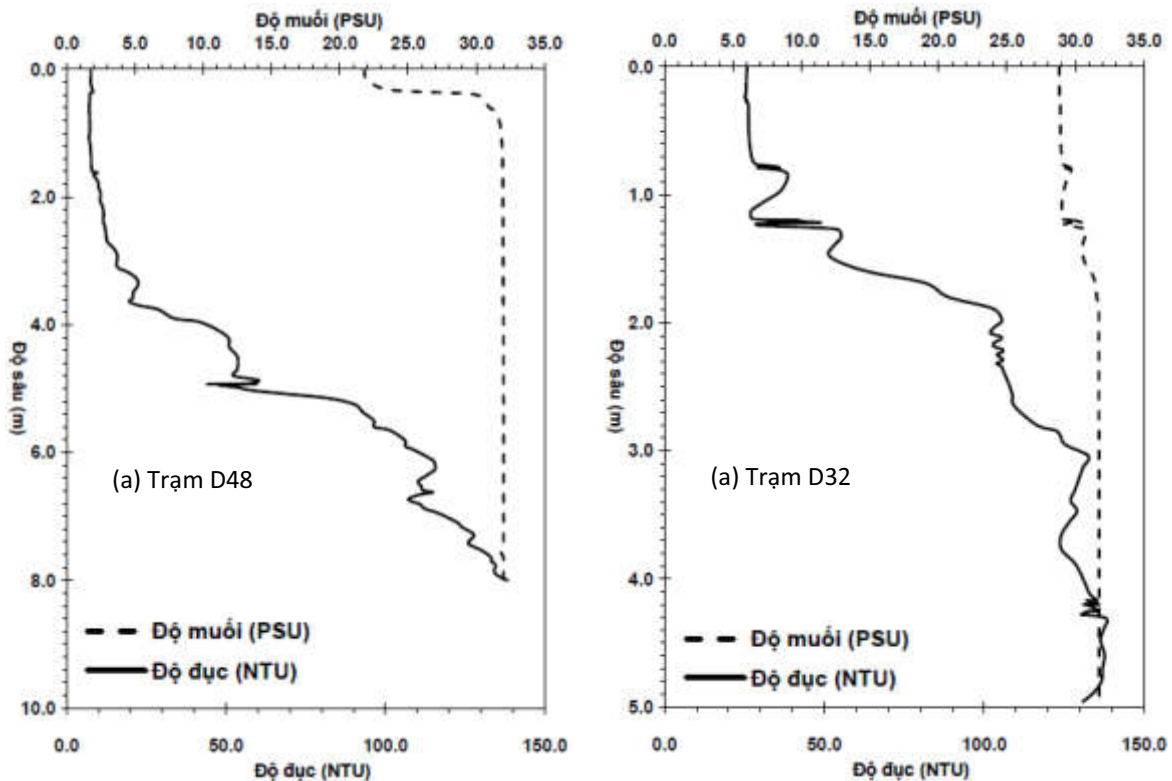 Độ muối (PSU)
0.0 5.0 10.0 15.0 20.0 25.0 30.0 35.0
0.0
2.0
4.0
6.0
8.0
10.0
Độ sâu (m)
(a) Trạm D48
Độ muối (PSU)
Độ đục (NTU)
0.0 50.0 100.0 150.0
Độ đục (NTU)
Độ muối (PSU)
0.0 5.0 10.0 15.0 20.0 25.0 30.0 35.0
0.0
1.0
2.0
3.0
4.0
5.0
Độ sâu (m)
(a) Trạm D32
Độ muối (PSU)
Độ đục (NTU)
0.0 50.0 100.0 150.0
Độ đục (NTU)